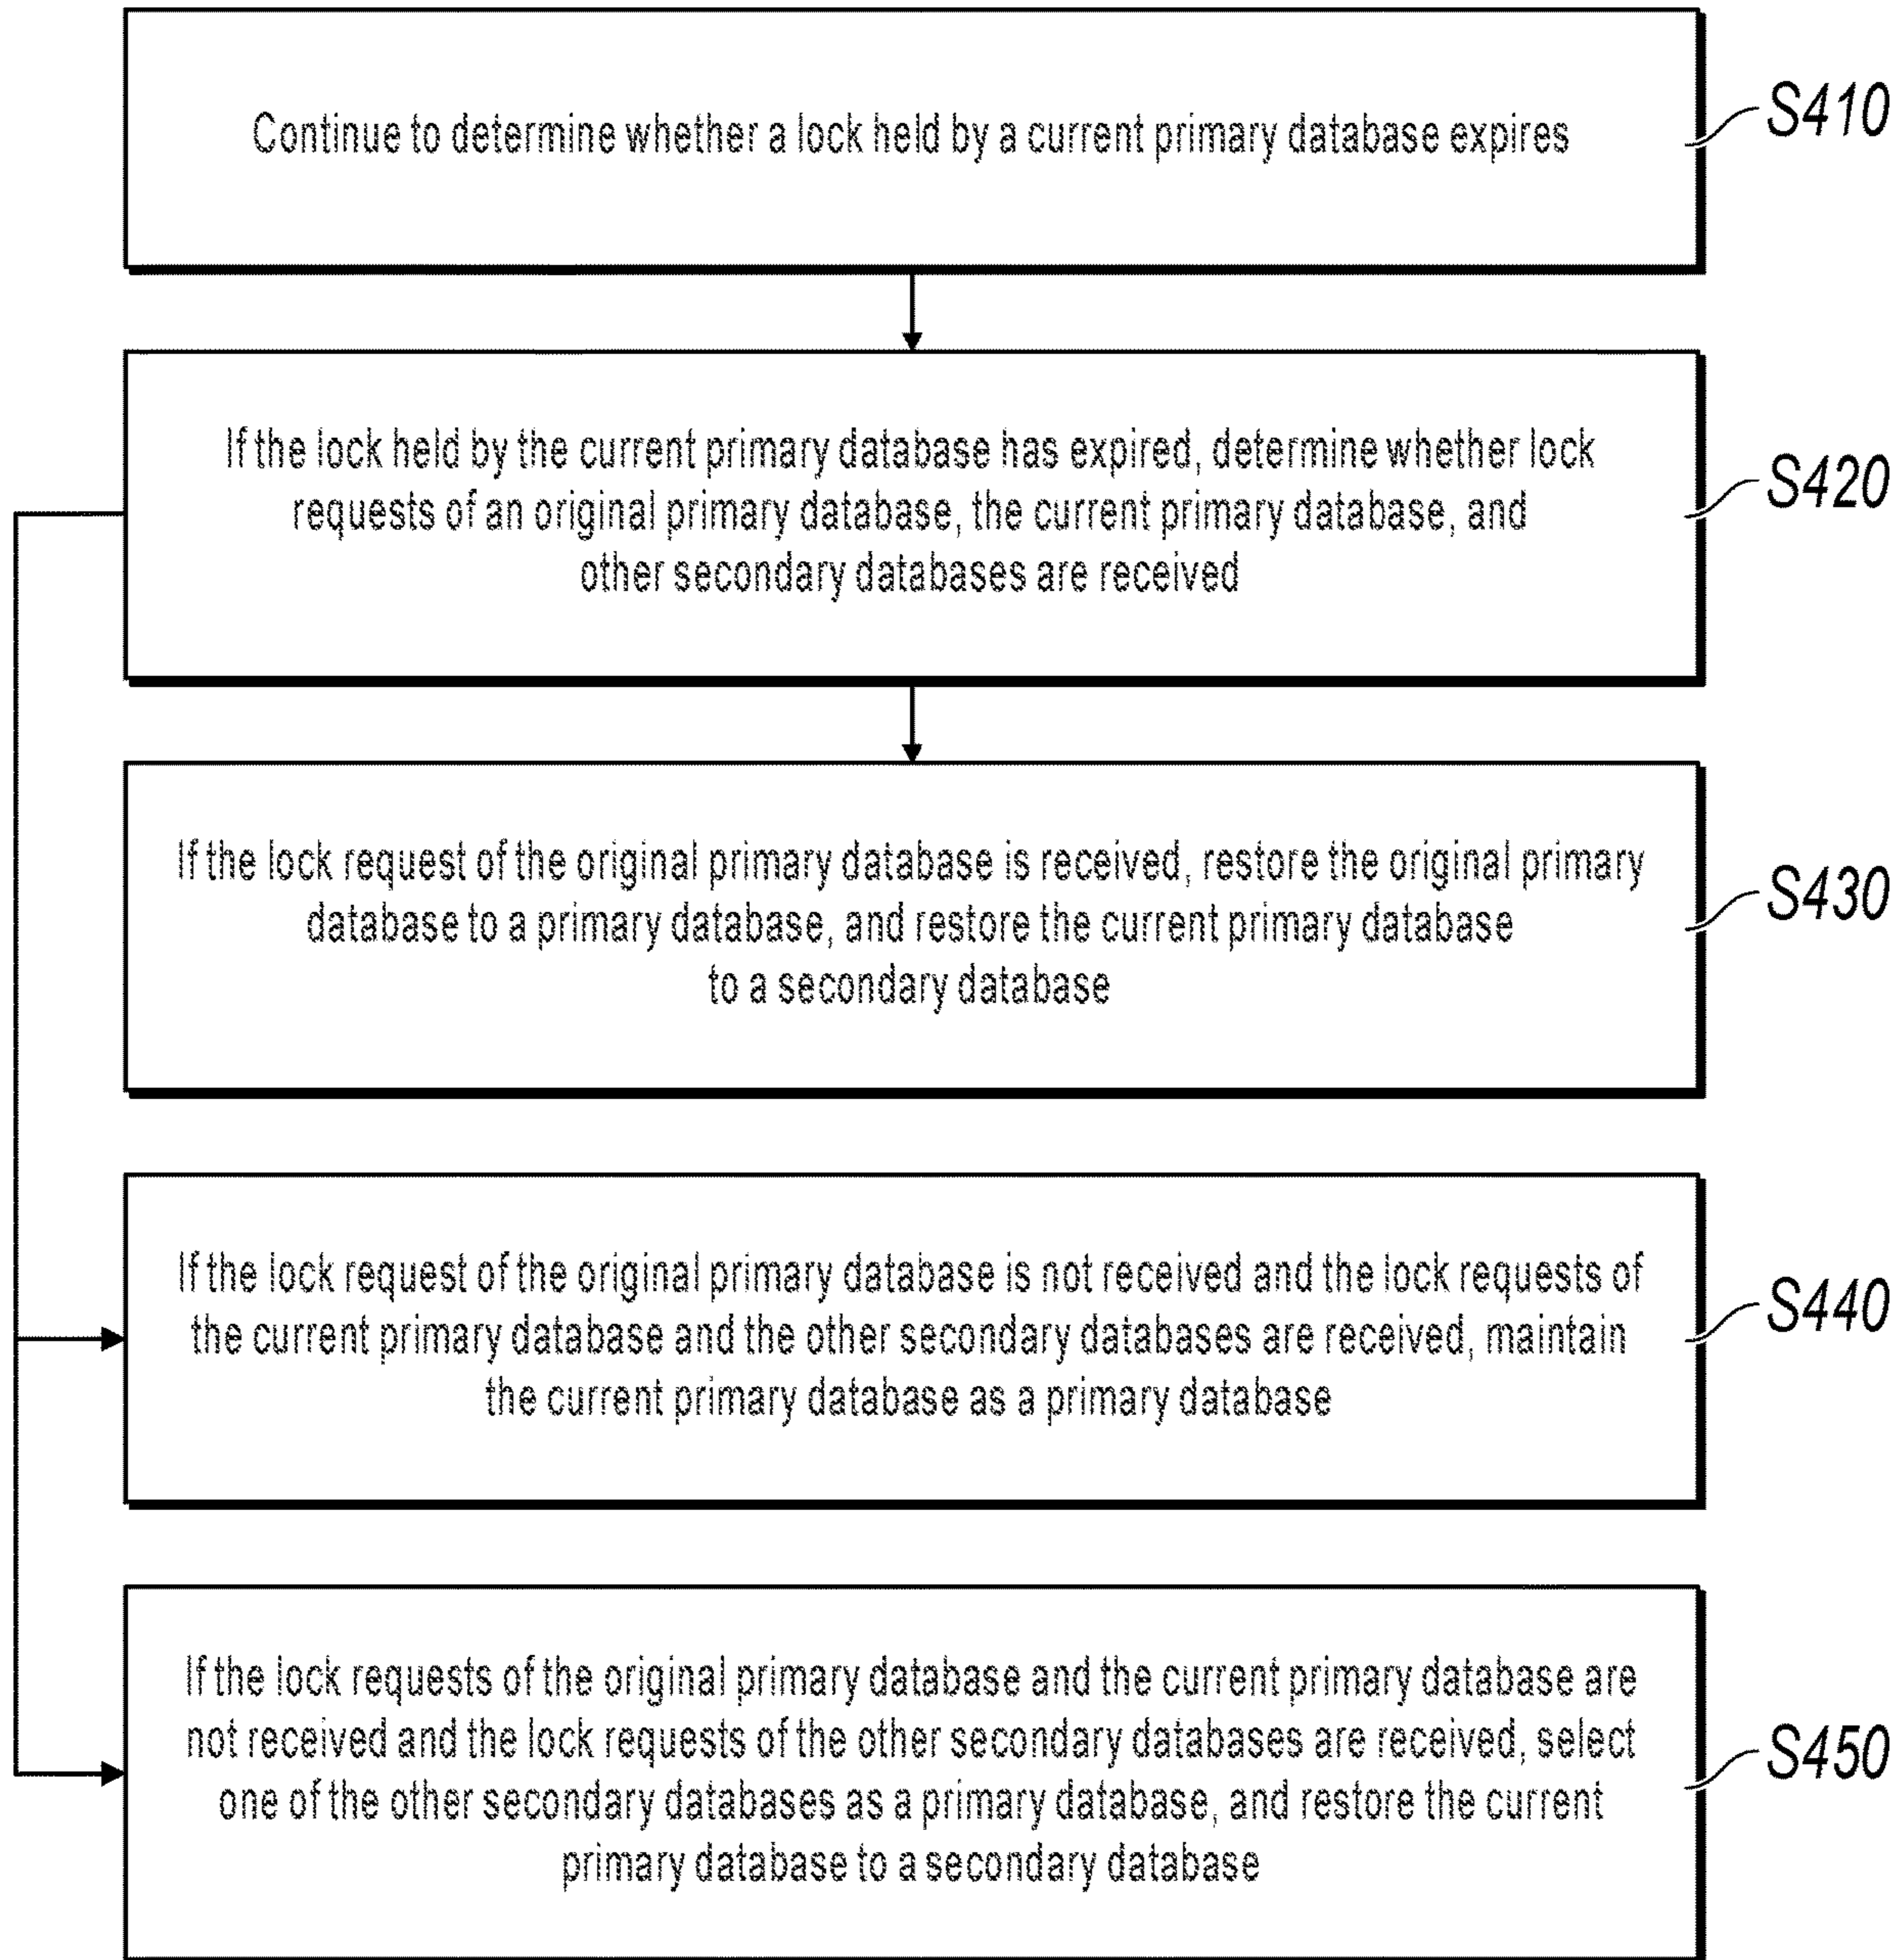 Continue to determine whether a lock held by a current primary database expires
S410
If the lock held by the current primary database has expired, determine whether lock
requests of an original primary database, the current primary database, and
other secondary databases are received
S420
If the lock request of the original primary database is received, restore the original primary
database to a primary database, and restore the current primary database
to a secondary database
S430
If the lock request of the original primary database is not received and the lock requests of
the current primary database and the other secondary databases are received, maintain
the current primary database as a primary database
S440
If the lock requests of the original primary database and the current primary database are
not received and the lock requests of the other secondary databases are received, select
one of the other secondary databases as a primary database, and restore the current
primary database to a secondary database
S450